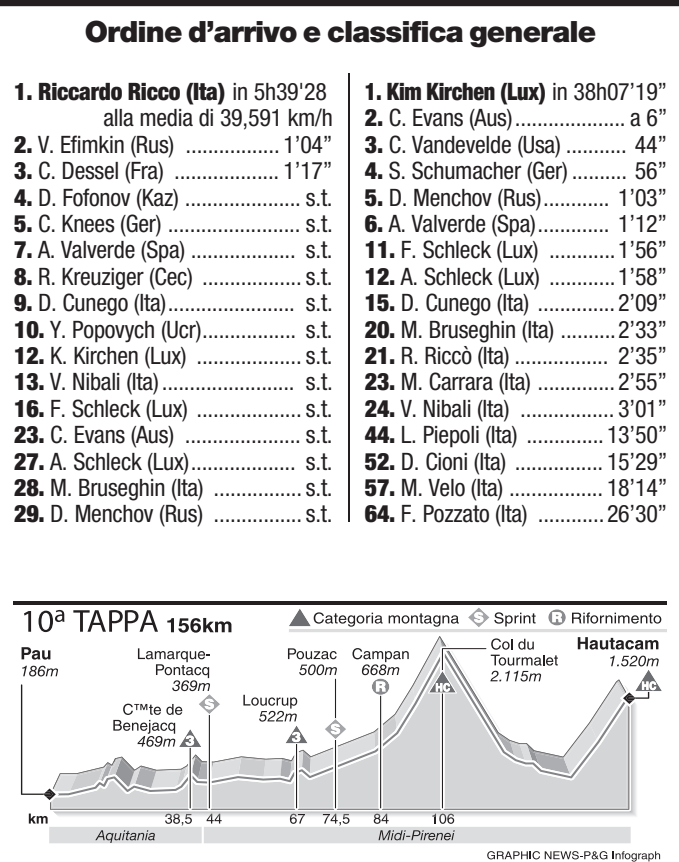 Ordine d’arrivo e classifica generale
1. Riccardo Ricco (Ita) in 5h39'28
alla media di 39,591 km/h
2. V. Efimkin (Rus) ................. 1’04”
3. C. Dessel (Fra) ................... 1’17”
4. D. Fofonov (Kaz) ...................... s.t.
5. C. Knees (Ger) ......................... s.t.
7. A. Valverde (Spa) ..................... s.t.
8. R. Kreuziger (Cec) .................. s.t.
9. D. Cunego (Ita)....................... s.t.
10. Y. Popovych (Ucr)................. s.t.
12. K. Kirchen (Lux) .................... s.t.
13. V. Nibali (Ita)........................ s.t.
16. F. Schleck (Lux) ................... s.t.
23. C. Evans (Aus) ..................... s.t.
27. A. Schleck (Lux)................... s.t.
28. M. Bruseghin (Ita) ................. s.t.
29. D. Menchov (Rus) ................ s.t.
1. Kim Kirchen (Lux) in 38h07’19”
2. C. Evans (Aus).................... a 6”
3. C. Vandevelde (Usa) ........... 44”
4. S. Schumacher (Ger) .......... 56”
5. D. Menchov (Rus)............ 1’03”
6. A. Valverde (Spa)............. 1’12”
11. F. Schleck (Lux) ............. 1’56”
12. A. Schleck (Lux) ............. 1’58”
15. D. Cunego (Ita) .............. 2’09”
20. M. Bruseghin (Ita) .......... 2’33”
21. R. Riccò (Ita) ................. 2’35”
23. M. Carrara (Ita) .............. 2’55”
24. V. Nibali (Ita) ................. 3’01”
44. L. Piepoli (Ita) .............. 13’50”
52. D. Cioni (Ita) ................ 15’29”
57. M. Velo (Ita) ................. 18’14”
64. F. Pozzato (Ita) ............ 26’30”
10ª TAPPA 156km
Categoria montagna S Sprint R Rifornimento
Pau
186m
Lamarque-
Pontacq
369m
S
C™te de
Benejacq
469m
3
Loucrup
522m
3
Pouzac
500m
S
Campan
668m
R
Col du
Tourmalet
2.115m
HC
Hautacam
1.520m
HC
km 38,5 44 67 74,5 84 106
Aquitania Midi-Pirenei
GRAPHIC NEWS-P&G Infograph